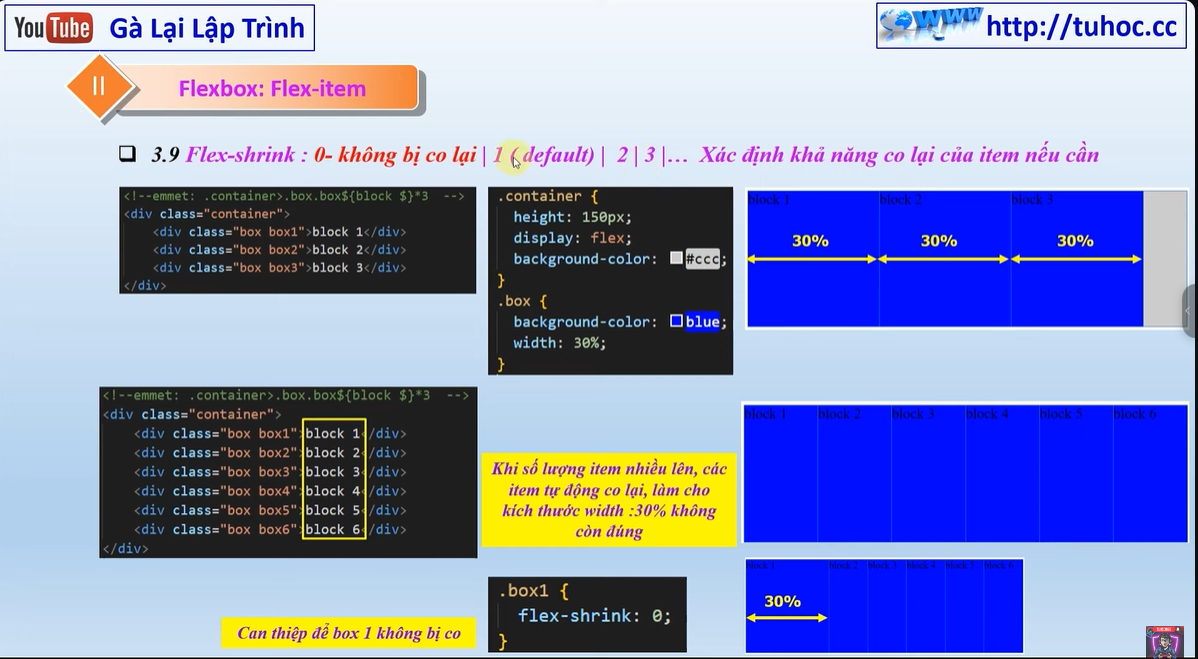 YouTube Gà Lại Lập Trình
WWW http://tuhoc.cc
II Flexbox: Flex-item
3.9 Flex-shrink : 0- không bị co lại | 1 ( default) | 2 | 3 |… Xác định khả năng co lại của item nếu cần
<!--emmet: .container>.box.box${block $}*3 -->
<div class="container">
<div class="box box1">block 1</div>
<div class="box box2">block 2</div>
<div class="box box3">block 3</div>
</div>
.container {
height: 150px;
display: flex;
background-color: #ccc;
}
.box {
background-color: blue;
width: 30%;
}
block 1 block 2 block 3
30% 30% 30%
<!--emmet: .container>.box.box${block $}*3 -->
<div class="container">
<div class="box box1">block 1</div>
<div class="box box2">block 2</div>
<div class="box box3">block 3</div>
<div class="box box4">block 4</div>
<div class="box box5">block 5</div>
<div class="box box6">block 6</div>
</div>
Khi số lượng item nhiều lên, các
item tự động co lại, làm cho
kích thước width :30% không
còn đúng
block 1 block 2 block 3 block 4 block 5 block 6
Can thiệp để box 1 không bị co
.box1 {
flex-shrink: 0;
}
block 1 block 2 block 3 block 4 block 5 block 6
30%